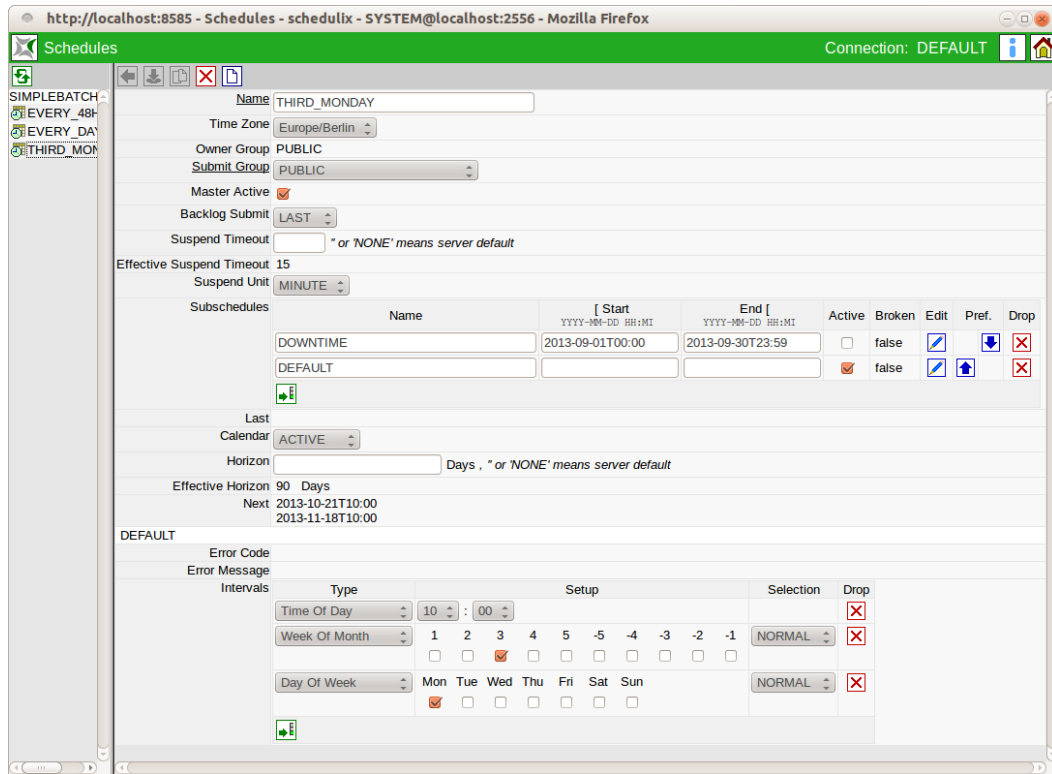 http://localhost:8585 - Schedules - schedulix - SYSTEM@localhost:2556 - Mozilla Firefox
Schedules Connection: DEFAULT
SIMPLEBATCH
EVERY_48H
EVERY_DAY
THIRD_MON
Name THIRD_MONDAY
Time Zone Europe/Berlin
Owner Group PUBLIC
Submit Group PUBLIC
Master Active
Backlog Submit LAST
Suspend Timeout '' or 'NONE' means server default
Effective Suspend Timeout 15
Suspend Unit MINUTE
Subschedules Name [ Start End [ Active Broken Edit Pref. Drop
YYYY-MM-DD HH:MI YYYY-MM-DD HH:MI
DOWNTIME 2013-09-01T00:00 2013-09-30T23:59 false
DEFAULT false
Last
Calendar ACTIVE
Horizon Days , '' or 'NONE' means server default
Effective Horizon 90 Days
Next 2013-10-21T10:00
2013-11-18T10:00
DEFAULT
Error Code
Error Message
Intervals Type Setup Selection Drop
Time Of Day 10 : 00
Week Of Month 1 2 3 4 5 -5 -4 -3 -2 -1 NORMAL
Day Of Week Mon Tue Wed Thu Fri Sat Sun NORMAL